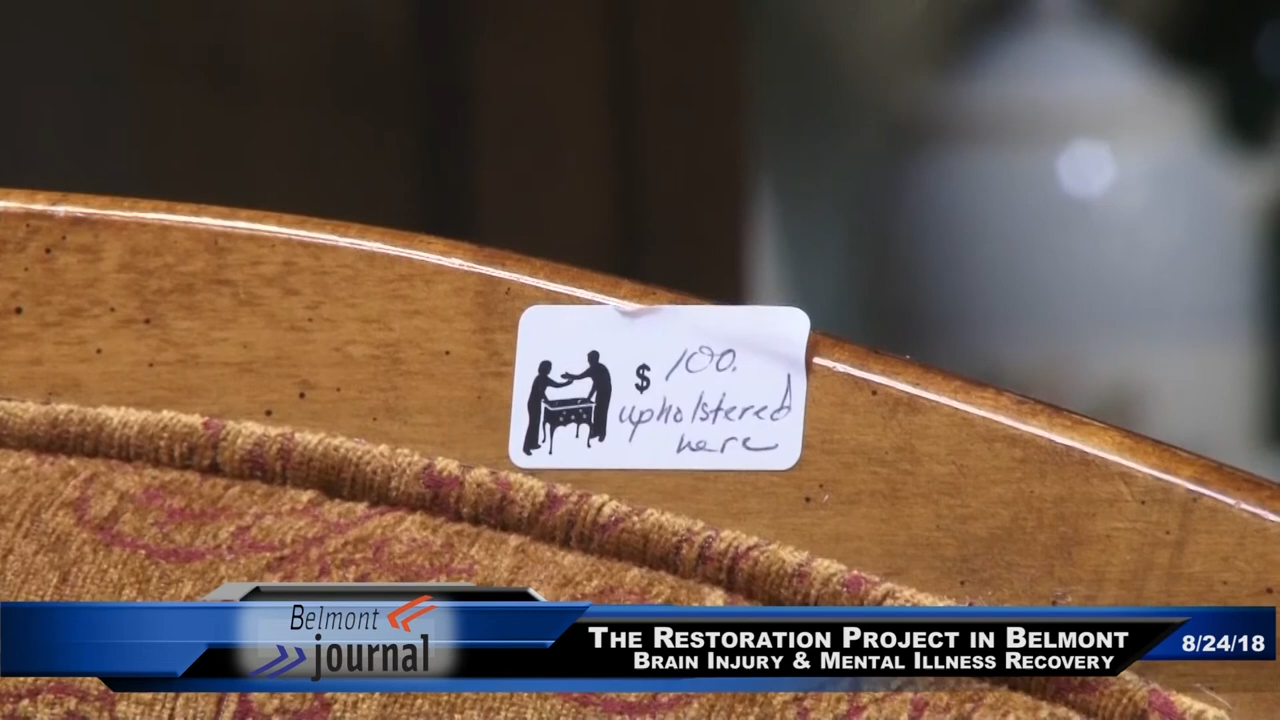 $ 100.
upholstered
here
Belmont
journal
THE RESTORATION PROJECT IN BELMONT
BRAIN INJURY & MENTAL ILLNESS RECOVERY
8/24/18